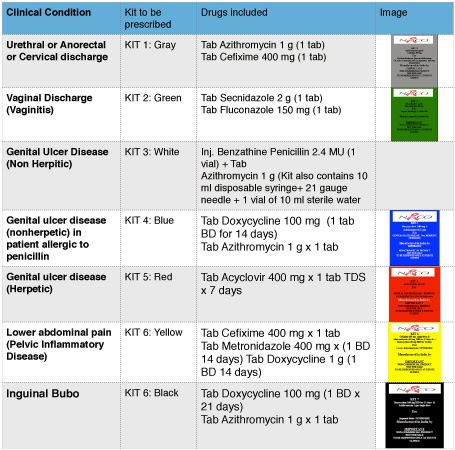 Clinical Condition Kit to be prescribed Drugs included Image
Urethral or Anorectal or Cervical discharge
KIT 1: Gray
Tab Azithromycin 1 g (1 tab)
Tab Cefixime 400 mg (1 tab)
Vaginal Discharge (Vaginitis)
KIT 2: Green
Tab Secnidazole 2 g (1 tab)
Tab Fluconazole 150 mg (1 tab)
Genital Ulcer Disease (Non Herpitic)
KIT 3: White
Inj. Benzathine Penicillin 2.4 MU (1
vial) + Tab
Azithromycin 1 g (Kit also contains 10
ml disposable syringe+ 21 gauge
needle + 1 vial of 10 ml sterile water
Genital ulcer disease
(nonherpetic) in
patient allergic to
penicillin
KIT 4: Blue
Tab Doxycycline 100 mg (1 tab
BD for 14 days)
Tab Azithromycin 1 g x 1 tab
Genital ulcer disease
(Herpetic)
KIT 5: Red
Tab Acyclovir 400 mg x 1 tab TDS
x 7 days
Lower abdominal pain
(Pelvic Inflammatory
Disease)
KIT 6: Yellow
Tab Cefixime 400 mg x 1 tab
Tab Metronidazole 400 mg x (1 BD
14 days) Tab Doxycycline 1 g (1
BD 14 days)
Inguinal Bubo
KIT 6: Black
Tab Doxycycline 100 mg (1 BD x
21 days)
Tab Azithromycin 1 g x 1 tab